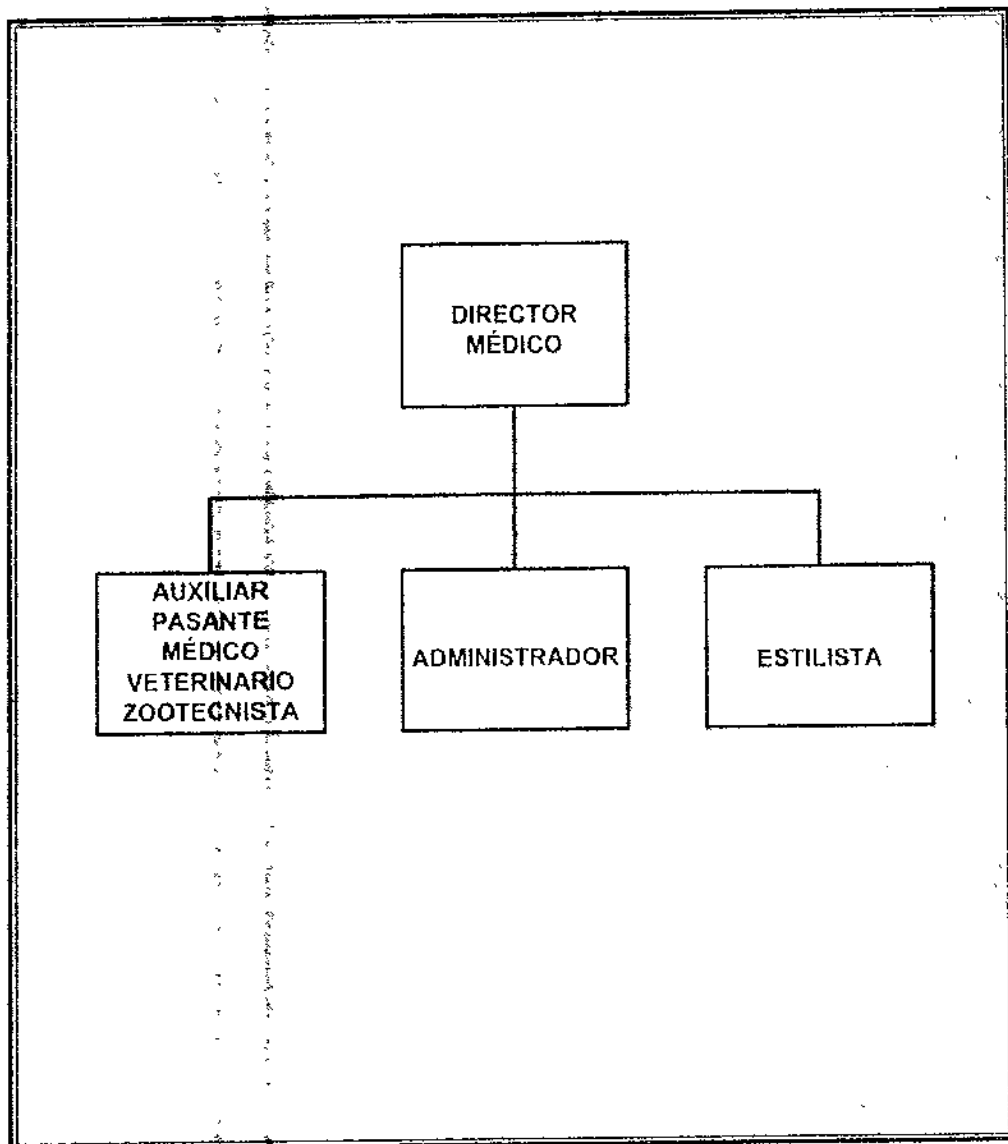 DIRECTOR
MÉDICO
AUXILIAR
PASANTE
MÉDICO
VETERINARIO
ZOOTECNISTA
ADMINISTRADOR
ESTILISTA